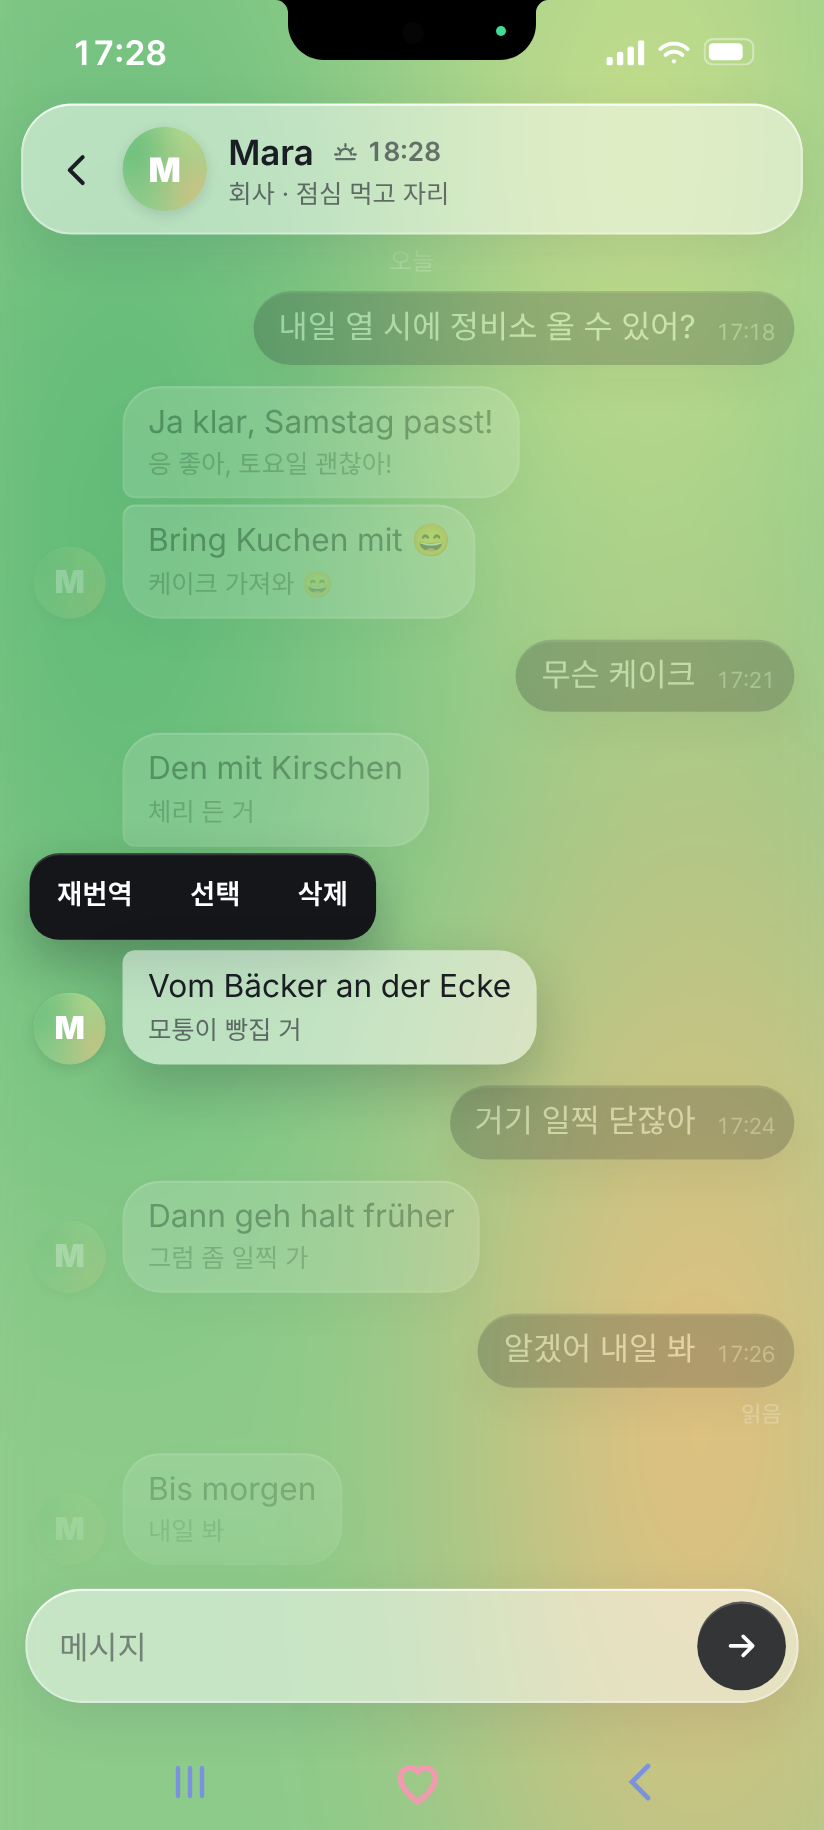 17:28
M
Mara 18:28
회사 · 점심 먹고 자리
오늘
내일 열 시에 정비소 올 수 있어? 17:18
Ja klar, Samstag passt!
응 좋아, 토요일 괜찮아!
Bring Kuchen mit 😄
케이크 가져와 😄
M
무슨 케이크 17:21
Den mit Kirschen
체리 든 거
재번역 선택 삭제
Vom Bäcker an der Ecke
모퉁이 빵집 거
M
거기 일찍 닫잖아 17:24
Dann geh halt früher
그럼 좀 일찍 가
M
알겠어 내일 봐 17:26
읽음
Bis morgen
내일 봐
M
메시지